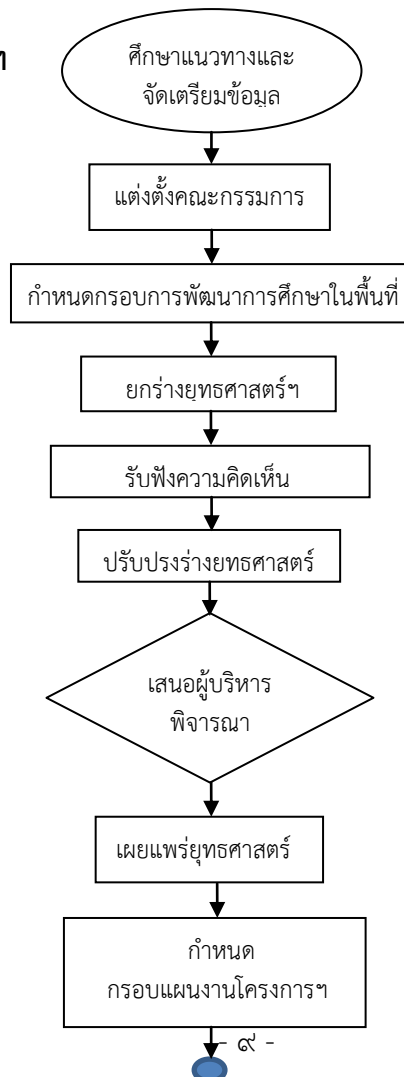 ศึกษาแนวทางและ
จัดเตรียมข้อมูล
แต่งตั้งคณะกรรมการ
กำหนดกรอบการพัฒนาการศึกษาในพื้นที่
ยกร่างยุทธศาสตร์ฯ
รับฟังความคิดเห็น
ปรับปรุงร่างยุทธศาสตร์
เสนอผู้บริหาร
พิจารณา
เผยแพร่ยุทธศาสตร์
กำหนด
กรอบแผนงานโครงการฯ
- ๙ -